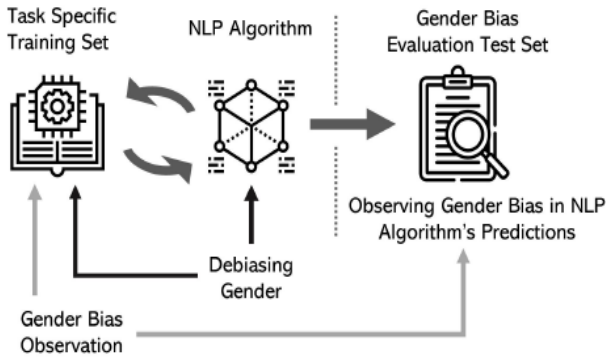 Task Specific
Training Set
NLP Algorithm
Gender Bias
Evaluation Test Set
Observing Gender Bias in NLP
Algorithm's Predictions
Debiasing
Gender
Gender Bias
Observation